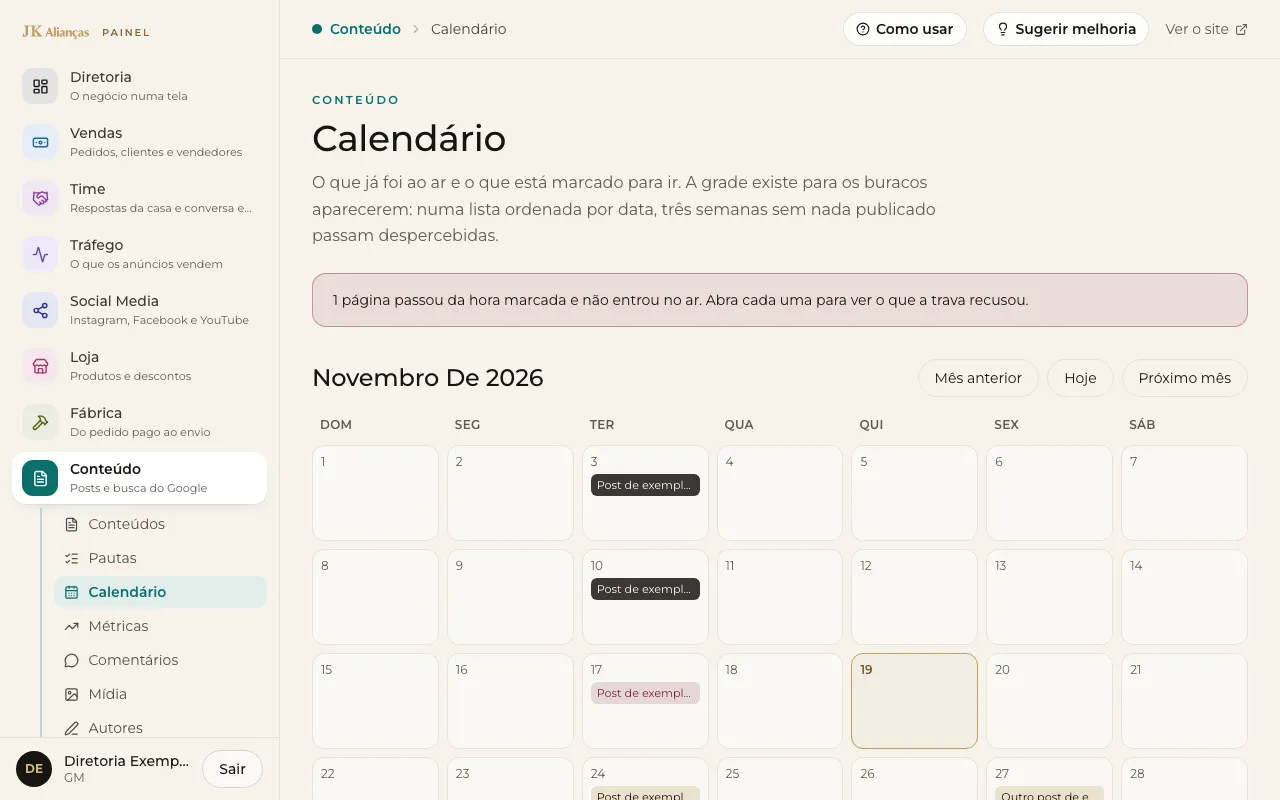 JK Alianças PAINEL
Diretoria
O negócio numa tela
Vendas
Pedidos, clientes e vendedores
Time
Respostas da casa e conversa e...
Tráfego
O que os anúncios vendem
Social Media
Instagram, Facebook e YouTube
Loja
Produtos e descontos
Fábrica
Do pedido pago ao envio
Conteúdo
Posts e busca do Google
Conteúdos
Pautas
Calendário
Métricas
Comentários
Mídia
Autores
DE
Diretoria Exemp...
GM
Sair
Conteúdo > Calendário
Como usar
Sugerir melhoria
Ver o site
CONTEÚDO
Calendário
O que já foi ao ar e o que está marcado para ir. A grade existe para os buracos
aparecerem: numa lista ordenada por data, três semanas sem nada publicado
passam despercebidas.
1 página passou da hora marcada e não entrou no ar. Abra cada uma para ver o que a trava recusou.
Novembro De 2026
Mês anterior
Hoje
Próximo mês
DOM SEG TER QUA QUI SEX SÁB
1 2 3 4 5 6 7
Post de exempl...
8 9 10 11 12 13 14
Post de exempl...
15 16 17 18 19 20 21
Post de exempl...
22 23 24 25 26 27 28
Post de exempl... Outro post de e...